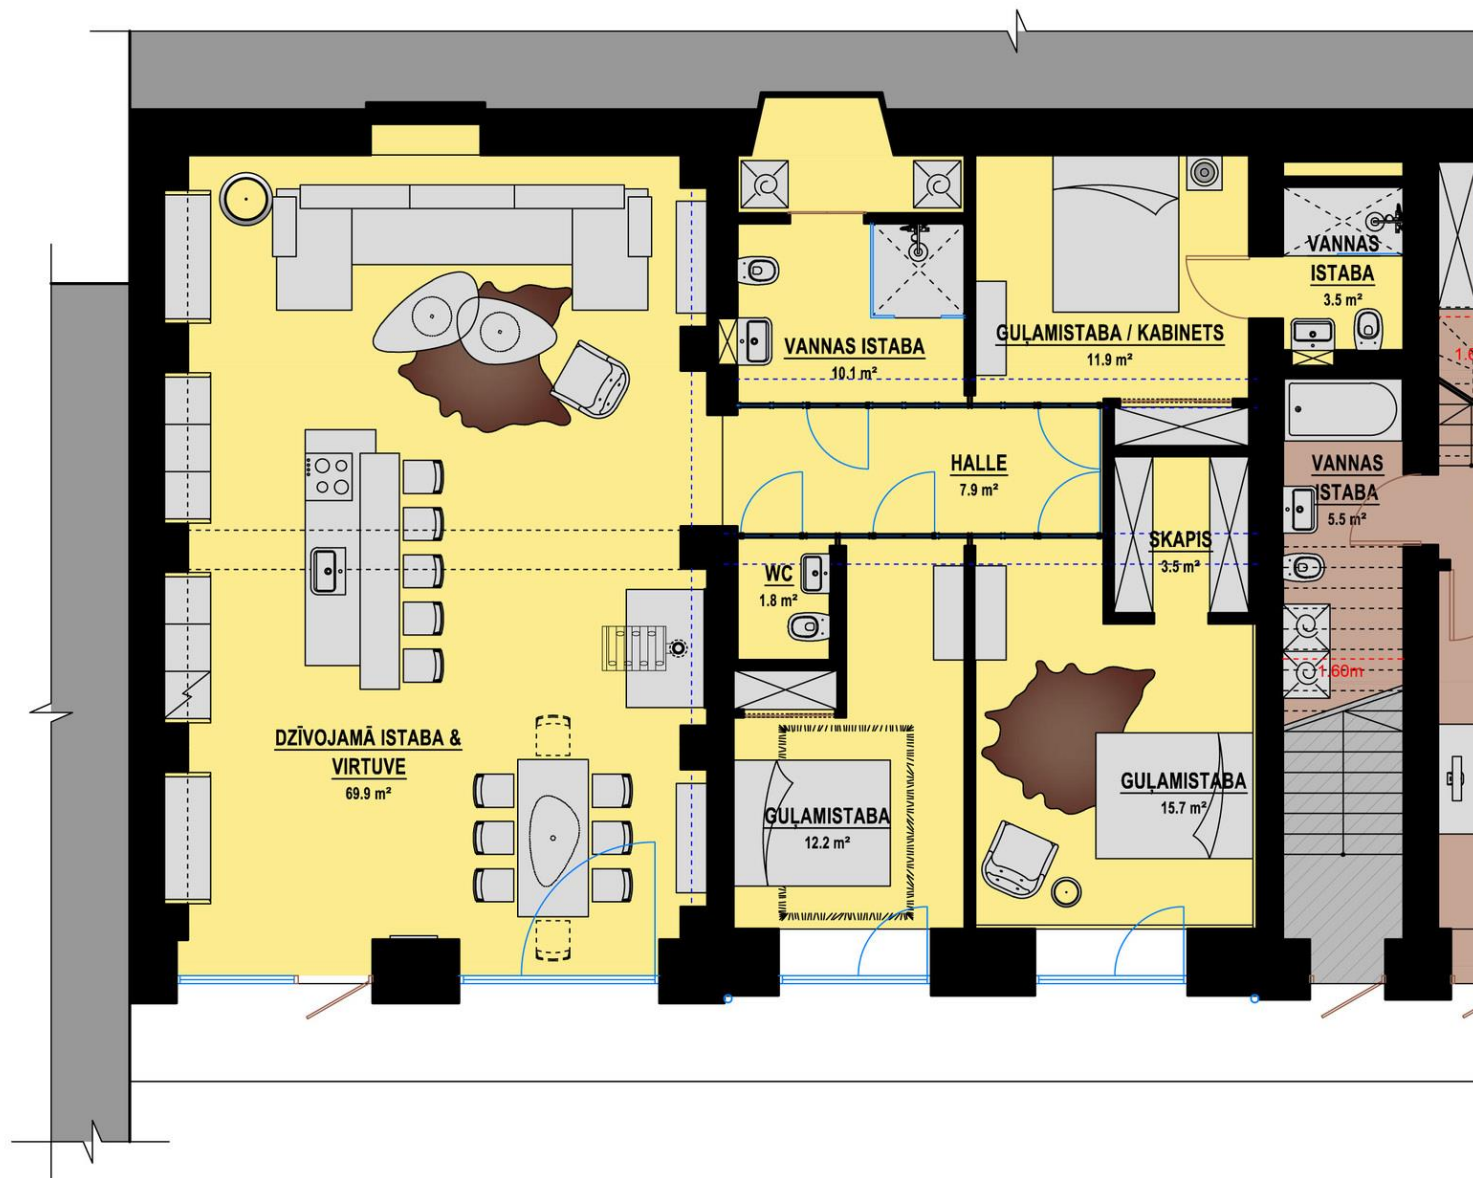 VANNAS
ISTABA
3.5 m²
GUĻAMISTABA / KABINETS
11.9 m²
VANNAS ISTABA
10.1 m²
HALLE
7.9 m²
VANNAS
ISTABA
5.5 m²
SKAPIS
3.5 m²
WC
1.8 m²
1.60m
DZĪVOJAMĀ ISTABA &
VIRTUVE
69.9 m²
GUĻAMISTABA
15.7 m²
GUĻAMISTABA
12.2 m²